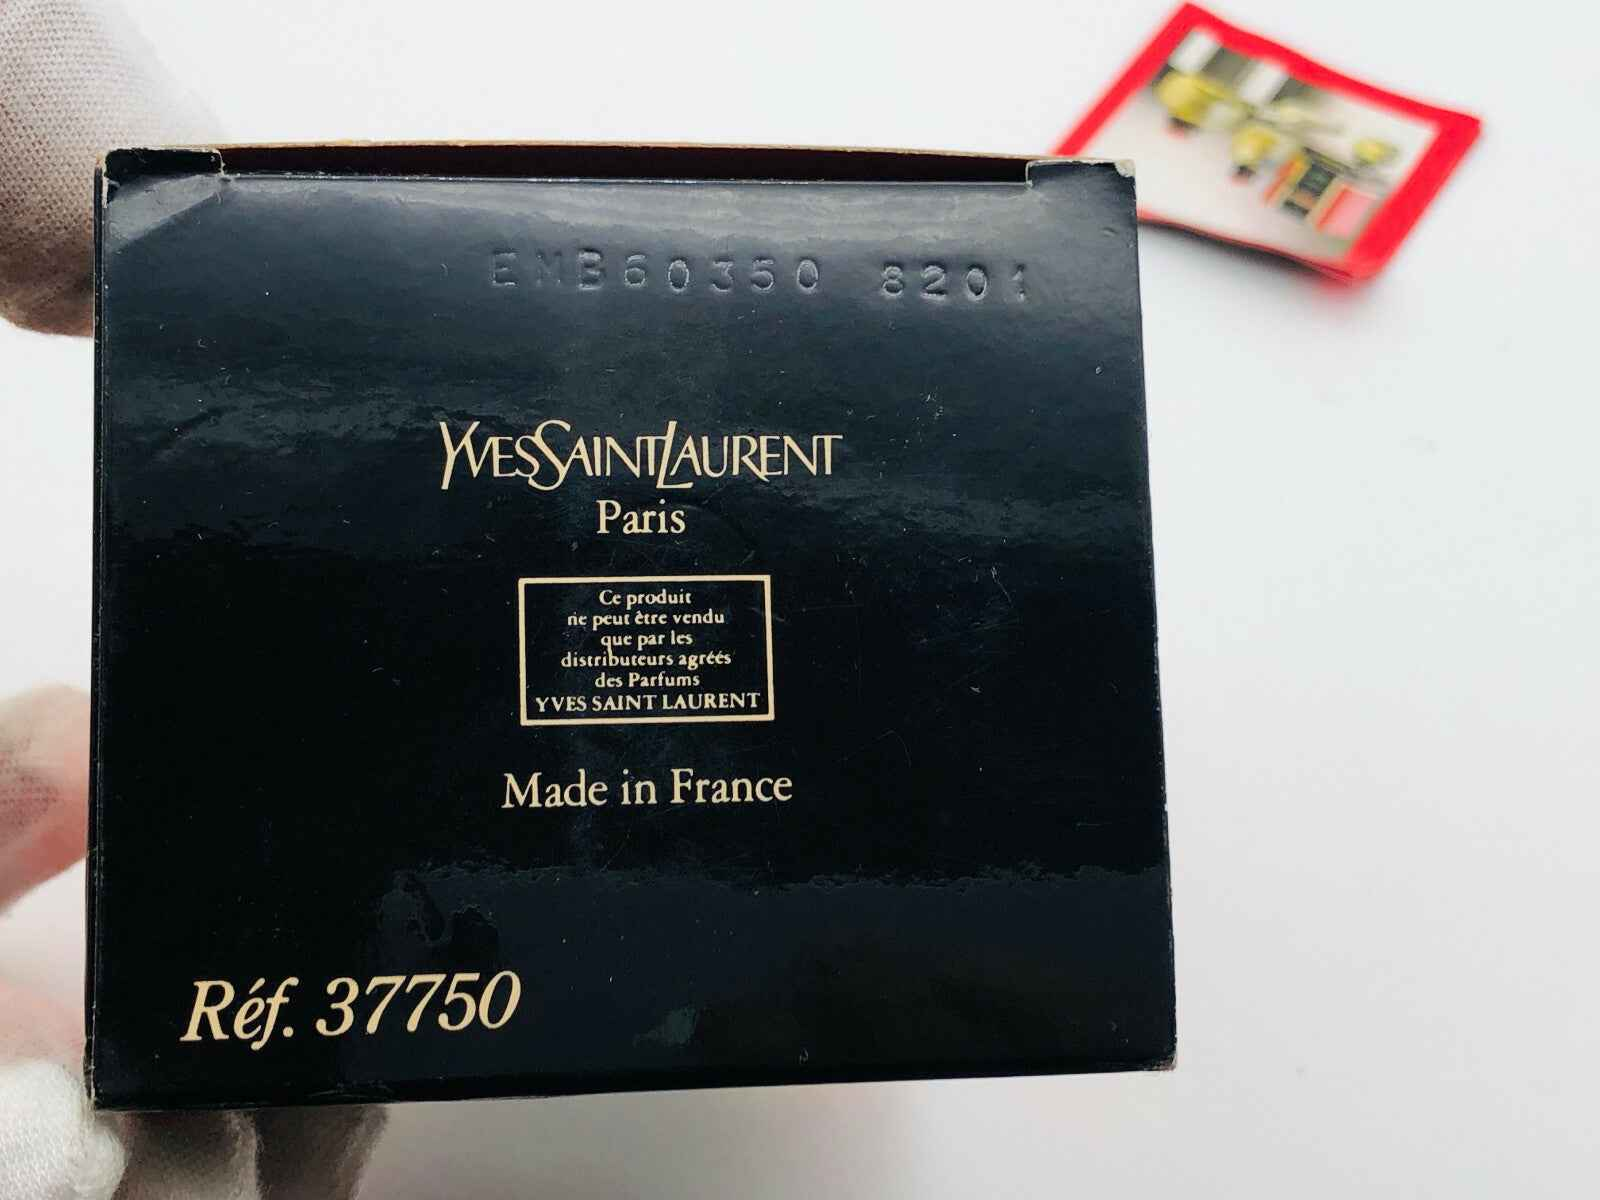 EMB60350 8201
YVESSAINTLAURENT
Paris
Ce produit
ne peut être vendu
que par les
distributeurs agréés
des Parfums
YVES SAINT LAURENT
Made in France
Réf. 37750